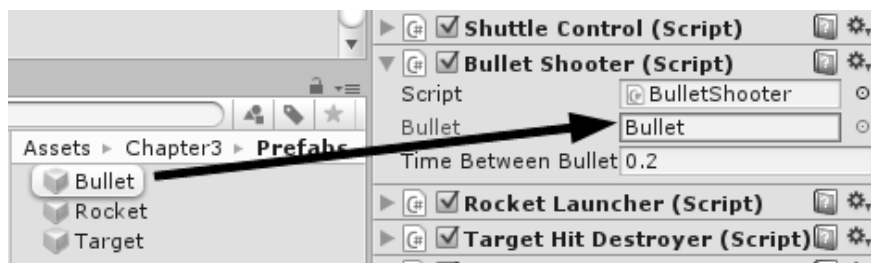 Shuttle Control (Script)
Bullet Shooter (Script)
Script BulletShooter
Bullet Bullet
Time Between Bullet 0.2
Rocket Launcher (Script)
Target Hit Destroyer (Script)
Assets ▸ Chapter3 ▸ Prefabs
Bullet
Rocket
Target